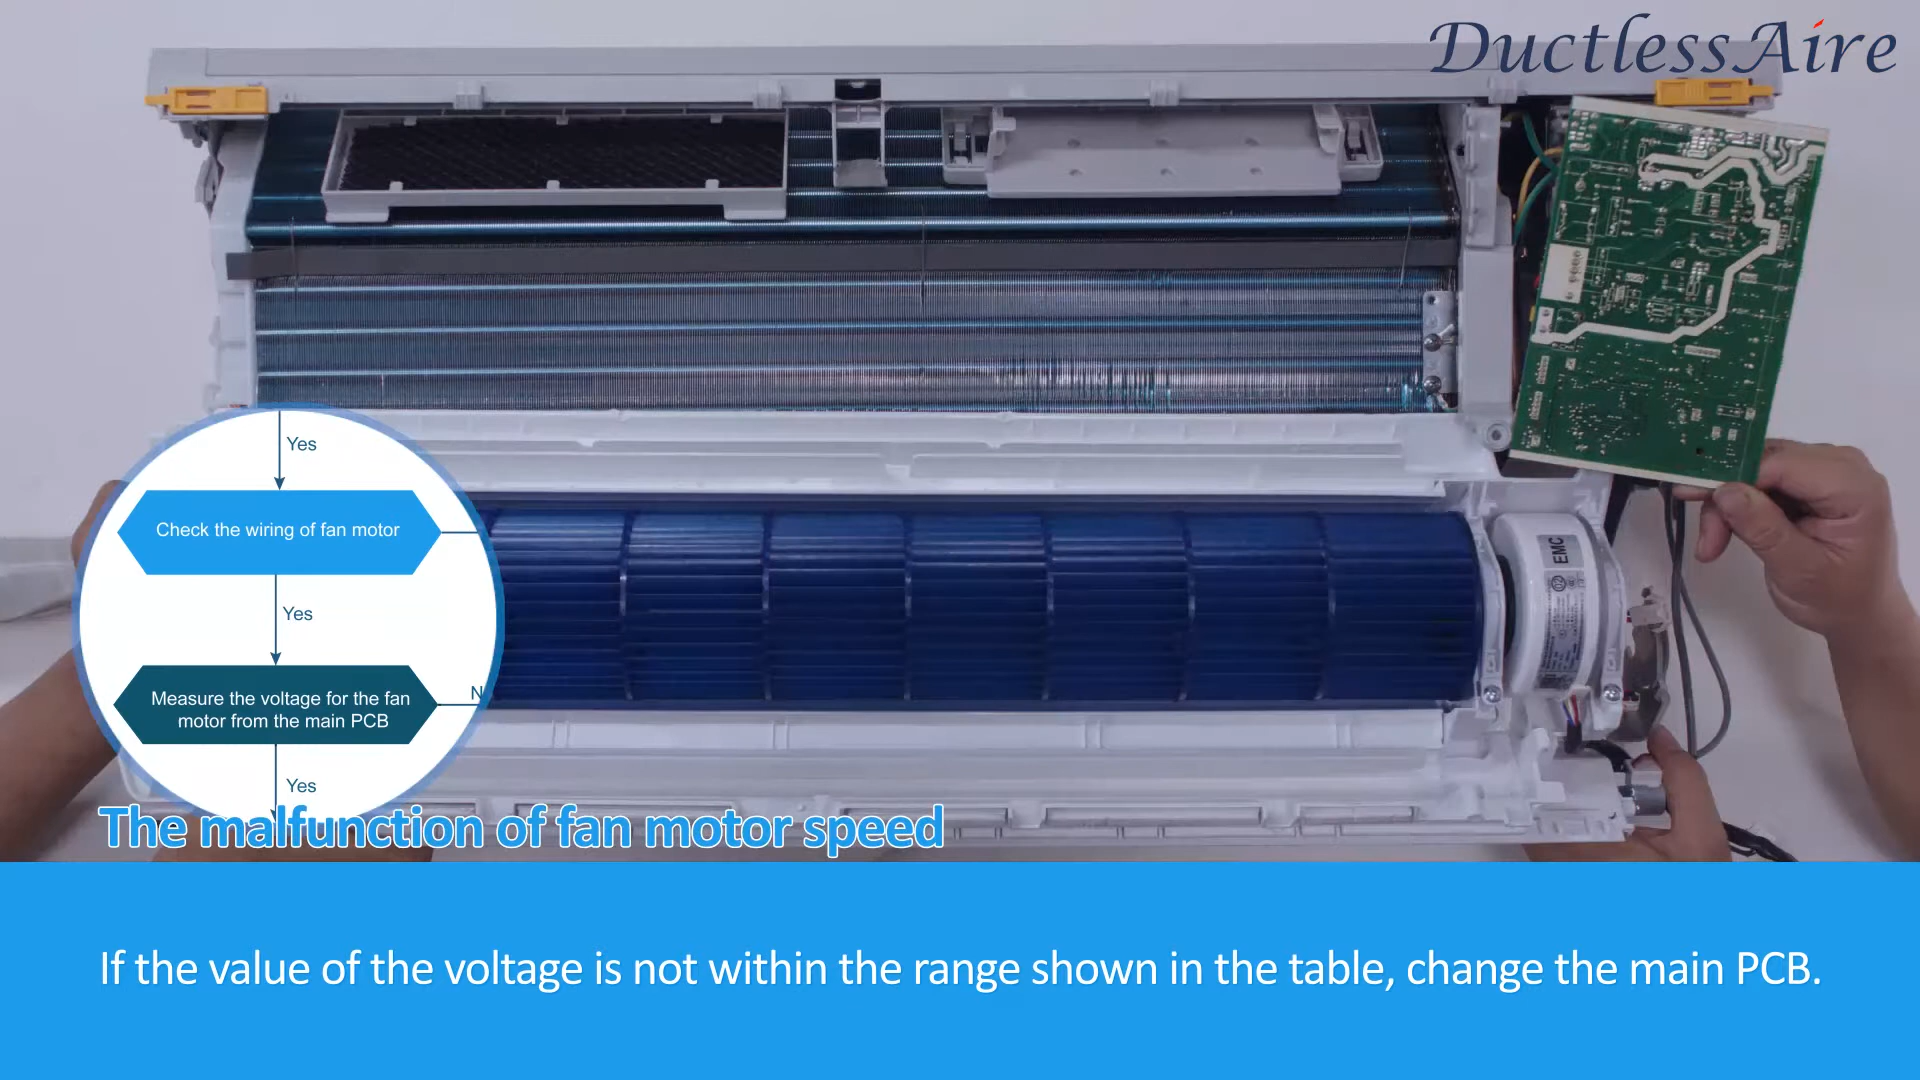 DuctlessAire
Yes
Check the wiring of fan motor
Yes
Measure the voltage for the fan
motor from the main PCB
N
Yes
EMC
The malfunction of fan motor speed
If the value of the voltage is not within the range shown in the table, change the main PCB.